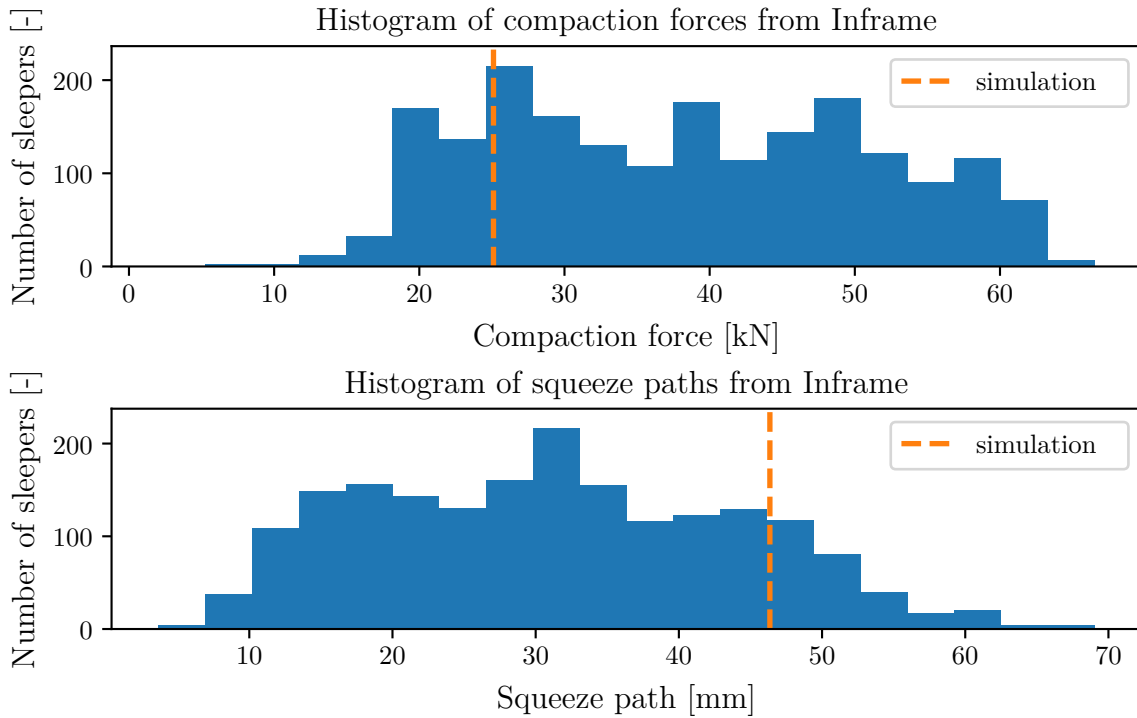 Histogram of compaction forces from Inframe
Number of sleepers [-]
200
100
0
simulation
0 10 20 30 40 50 60
Compaction force [kN]
Histogram of squeeze paths from Inframe
Number of sleepers [-]
200
100
0
simulation
10 20 30 40 50 60 70
Squeeze path [mm]